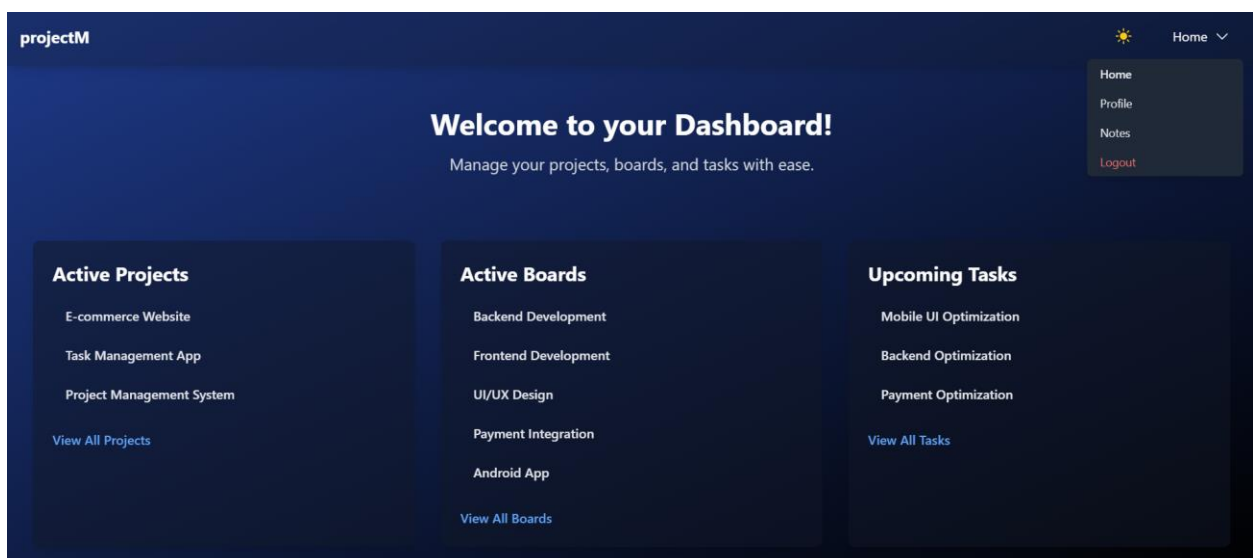 projectM
Home
Home
Profile
Notes
Logout
Welcome to your Dashboard!
Manage your projects, boards, and tasks with ease.
Active Projects
E-commerce Website
Task Management App
Project Management System
View All Projects
Active Boards
Backend Development
Frontend Development
UI/UX Design
Payment Integration
Android App
View All Boards
Upcoming Tasks
Mobile UI Optimization
Backend Optimization
Payment Optimization
View All Tasks